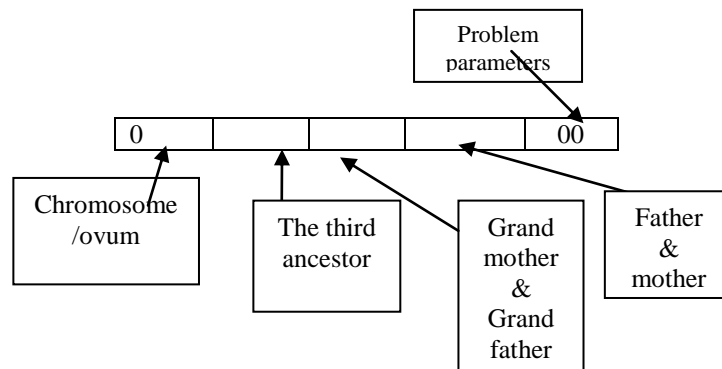 Problem
parameters
0 00
Chromosome
/ovum
The third
ancestor
Grand
mother
&
Grand
father
Father
&
mother